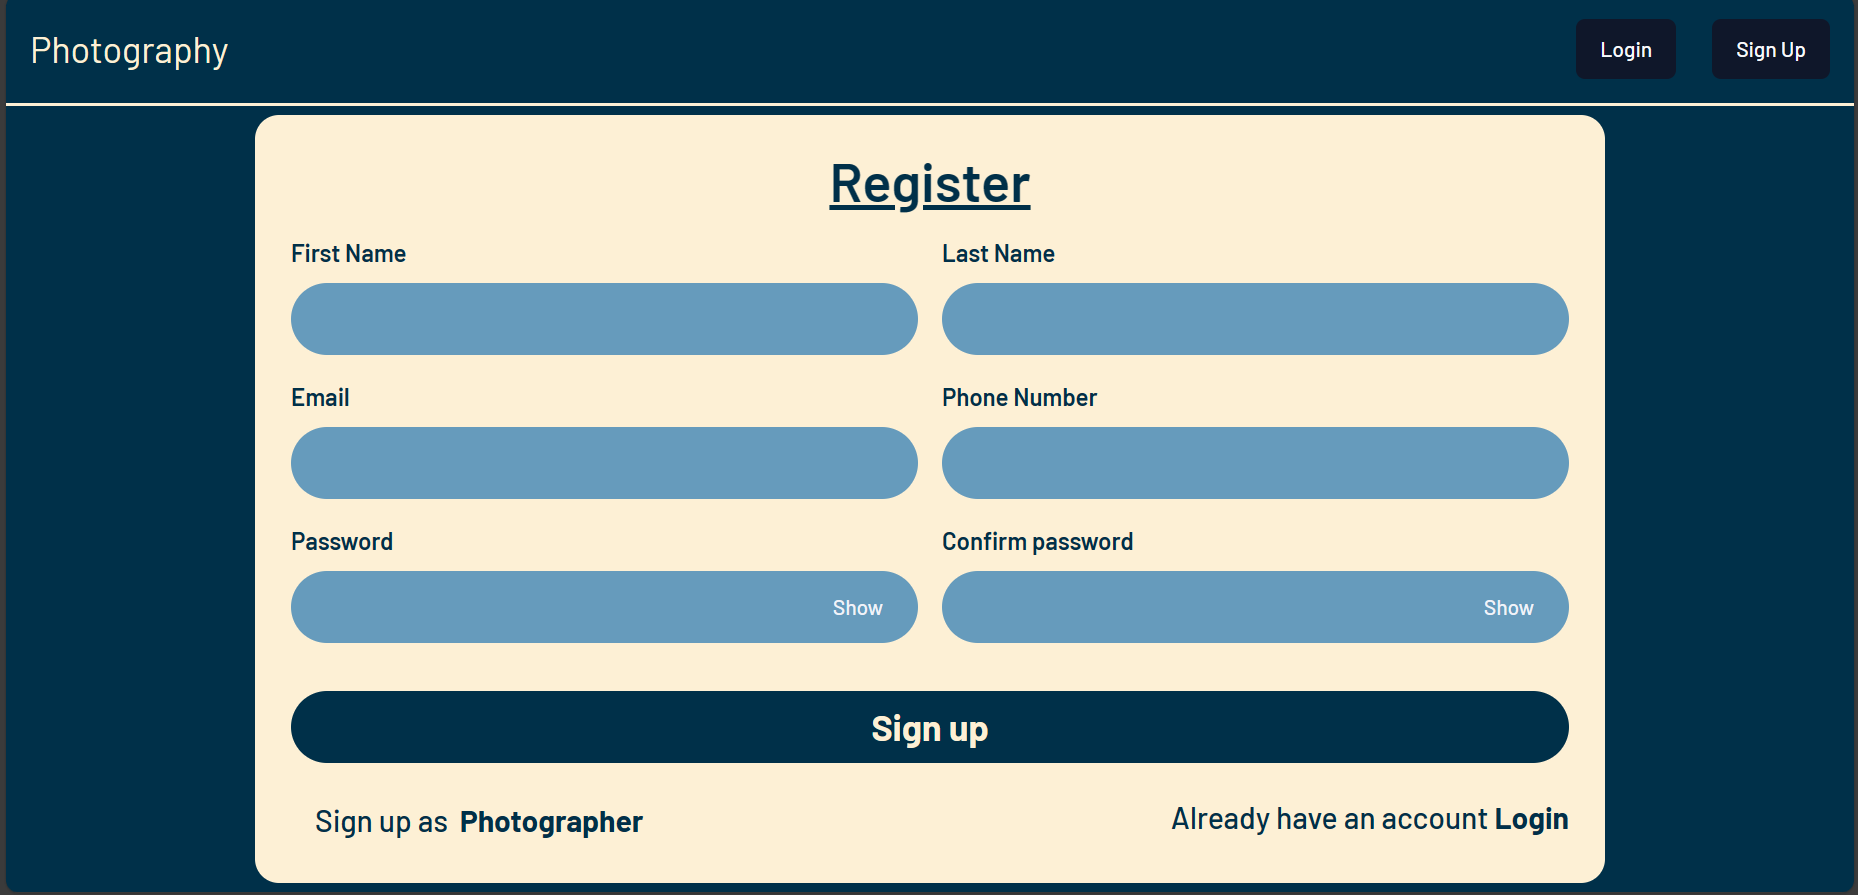 Photography
Login
Sign Up
Register
First Name
Last Name
Email
Phone Number
Password
Confirm password
Show
Show
Sign up
Sign up as Photographer
Already have an account Login